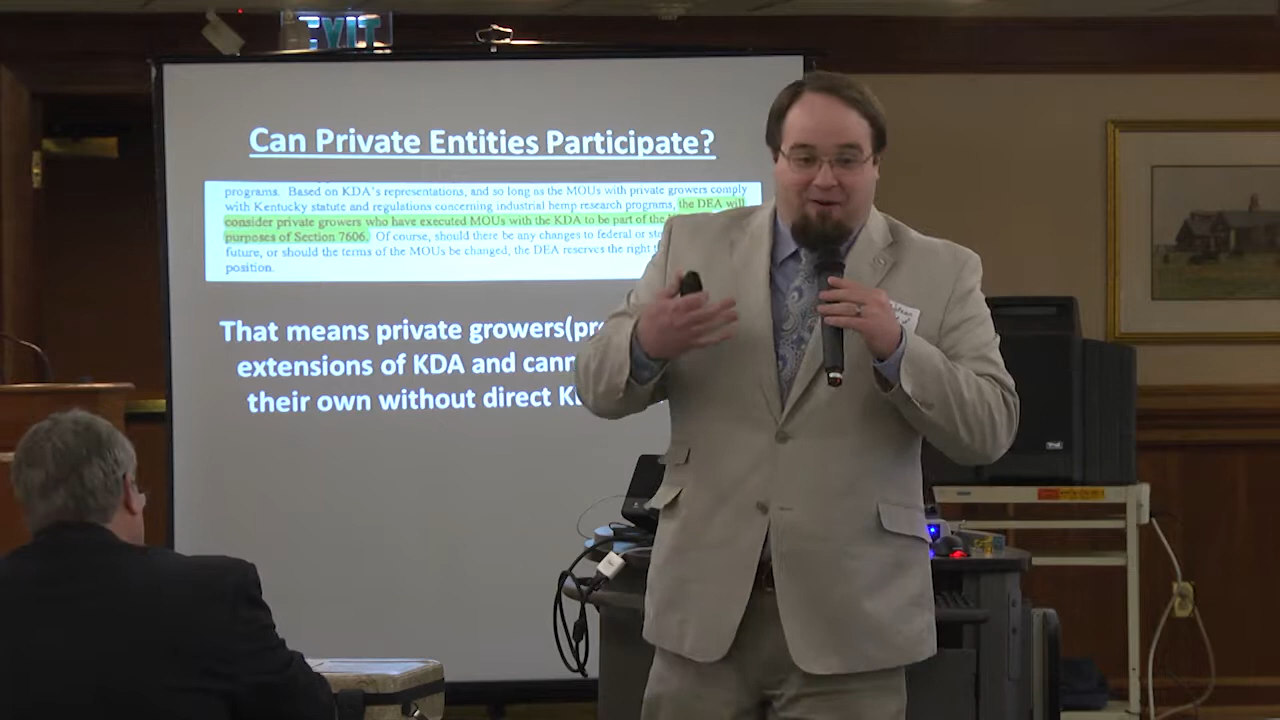 EXIT
Can Private Entities Participate?
programs. Based on KDA's representations, and so long as the MOUs with private growers comply
with Kentucky statute and regulations concerning industrial hemp research programs, the DEA will
consider private growers who have executed MOUs with the KDA to be part of the
purposes of Section 7606. Of course, should there be any changes to federal or
future, or should the terms of the MOU be changed, the DEA reserves the right
position.
That means private growers(pr
extensions of KDA and cann
their own without direct K